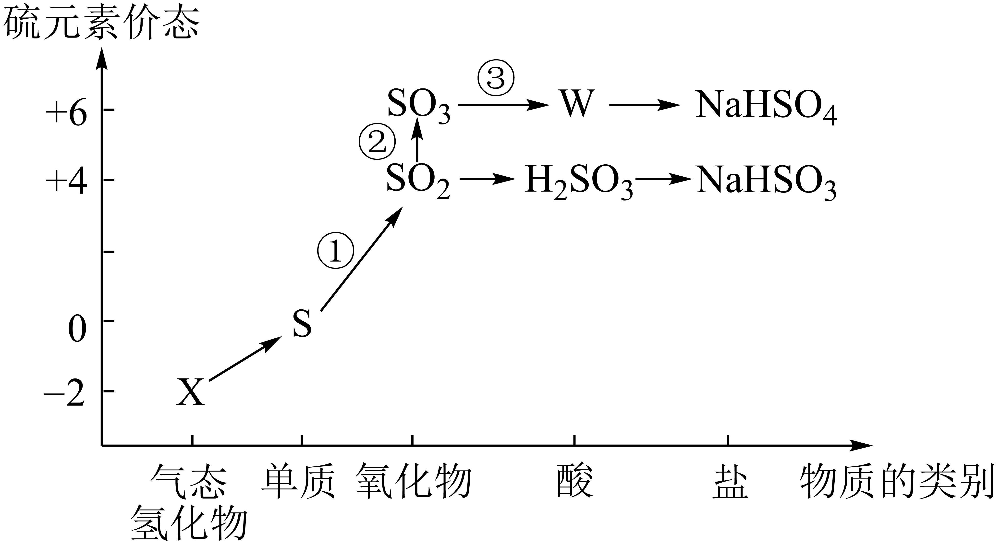 硫元素价态
③
+6 SO₃ W NaHSO₄
②
+4 SO₂ H₂SO₃ NaHSO₃
①
0 S
−2 X
气态 单质 氧化物 酸 盐 物质的类别
氢化物